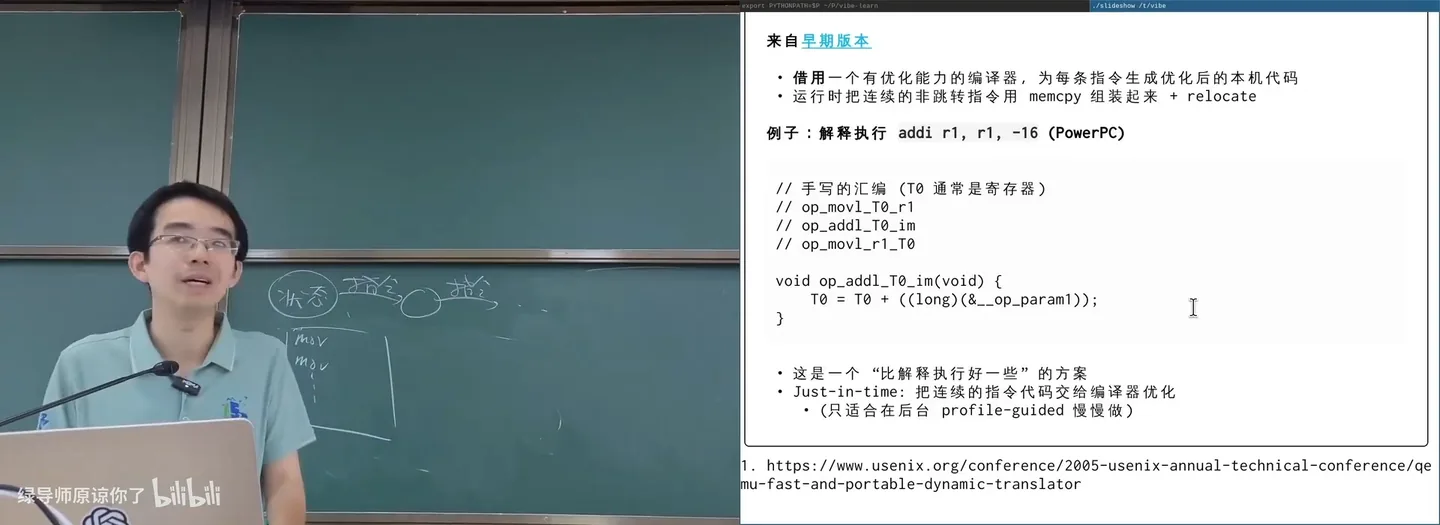 export PYTHONPATH=$P ~/P/vibe-learn
./slideshow /t/vibe
来自早期版本
• 借用一个有优化能力的编译器, 为每条指令生成优化后的本机代码
• 运行时把连续的非跳转指令用 memcpy 组装起来 + relocate
例子：解释执行 addi r1, r1, -16 (PowerPC)
// 手写的汇编 (T0 通常是寄存器)
// op_movl_T0_r1
// op_addl_T0_im
// op_movl_r1_T0
void op_addl_T0_im(void) {
    T0 = T0 + ((long)(&__op_param1));
}
• 这是一个 “比解释执行好一些” 的方案
• Just-in-time: 把连续的指令代码交给编译器优化
• (只适合在后台 profile-guided 慢慢做)
1. https://www.usenix.org/conference/2005-usenix-annual-technical-conference/qe
mu-fast-and-portable-dynamic-translator
状态 指令 指令 ...
mov
mov
绿导师原谅你了 bilibili